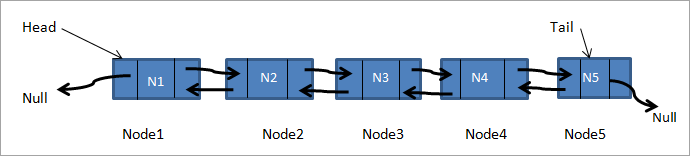 Head
Tail
N1
N2
N3
N4
N5
Null
Null
Node1
Node2
Node3
Node4
Node5